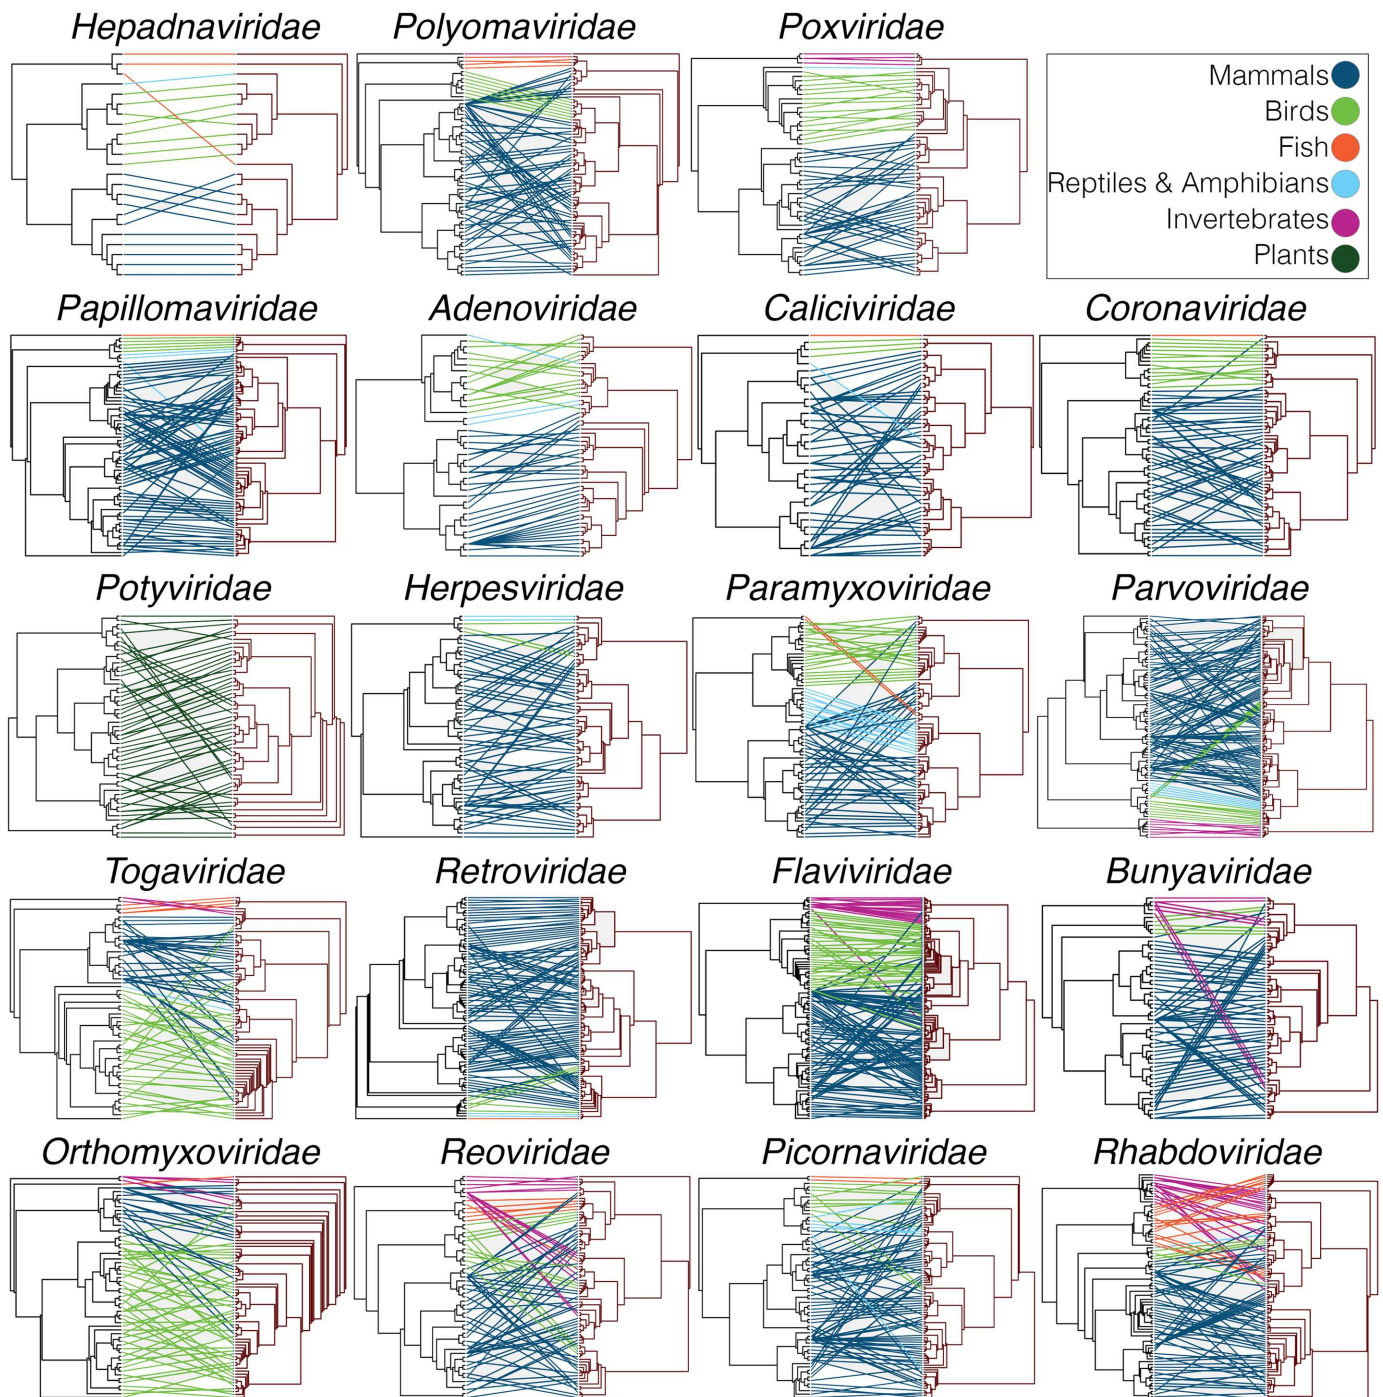 Hepadnaviridae
Polyomaviridae
Poxviridae
Mammals
Birds
Fish
Reptiles & Amphibians
Invertebrates
Plants
Papillomaviridae
Adenoviridae
Caliciviridae
Coronaviridae
Potyviridae
Herpesviridae
Paramyxoviridae
Parvoviridae
Togaviridae
Retroviridae
Flaviviridae
Bunyaviridae
Orthomyxoviridae
Reoviridae
Picornaviridae
Rhabdoviridae